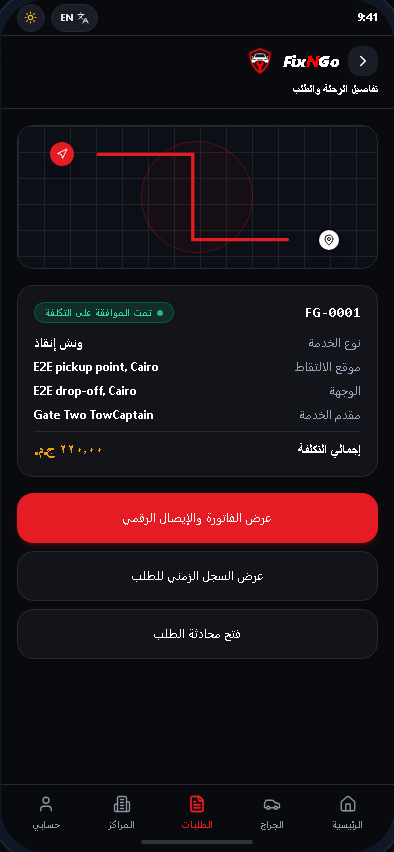 9:41
EN
FixNGo
تفاصيل الرحلة والطلب
FG-0001
تمت الموافقة على التكلفة
نوع الخدمة
ونش إنقاذ
موقع الالتقاط
E2E pickup point, Cairo
الوجهة
E2E drop-off, Cairo
مقدم الخدمة
Gate Two TowCaptain
إجمالي التكلفة
٢٢٠٫٠٠ ج.م.
عرض الفاتورة والإيصال الرقمي
عرض السجل الزمني للطلب
فتح محادثة الطلب
الرئيسية
الجراج
الطلبات
المراكز
حسابي